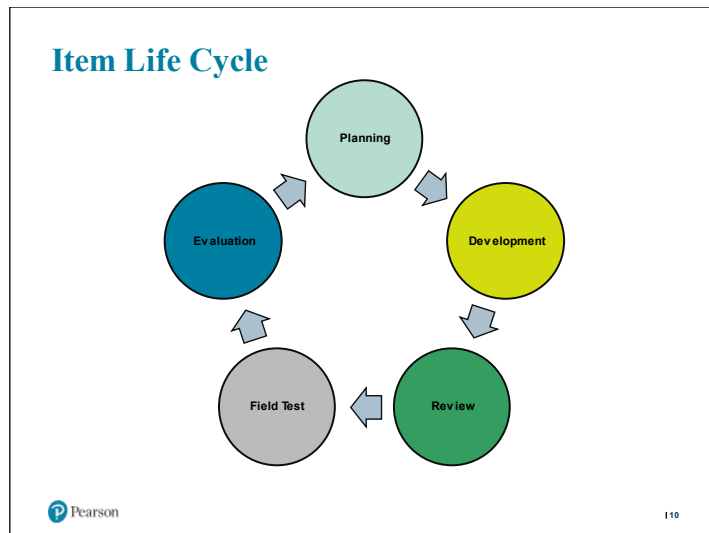 Item Life Cycle
Planning
Evaluation
Development
Field Test
Review
Pearson
| 10